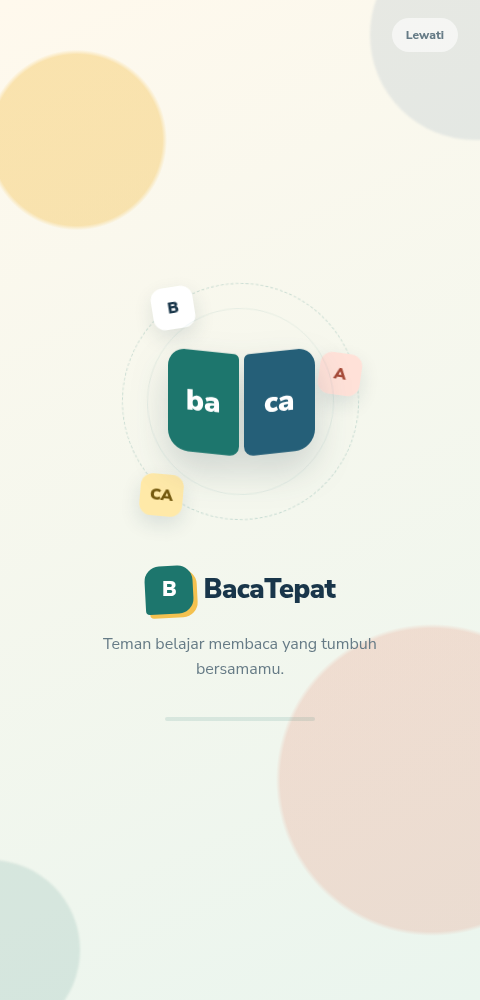 Lewati
B
A
ba ca
CA
B BacaTepat
Teman belajar membaca yang tumbuh
bersamamu.